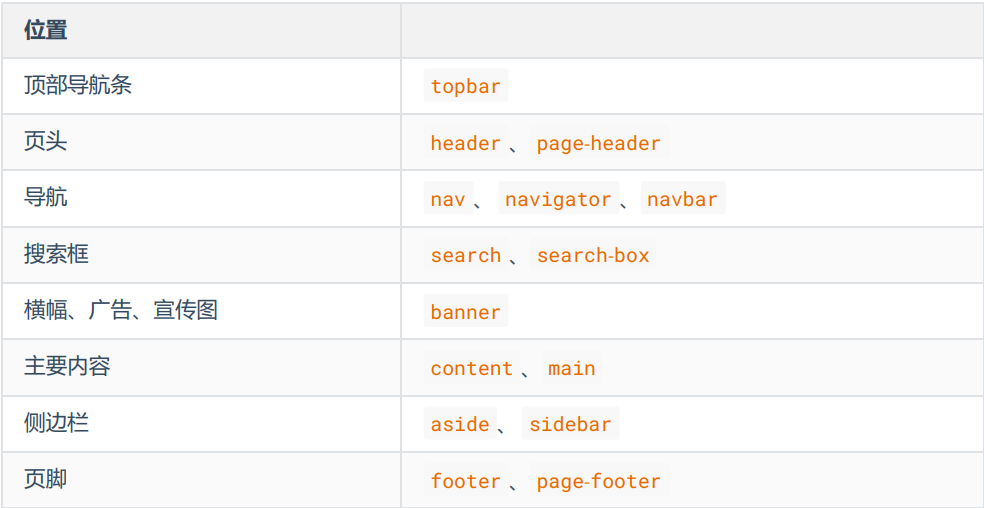 位置
顶部导航条 topbar
页头 header 、 page-header
导航 nav 、 navigator 、 navbar
搜索框 search 、 search-box
横幅、广告、宣传图 banner
主要内容 content 、 main
侧边栏 aside 、 sidebar
页脚 footer 、 page-footer